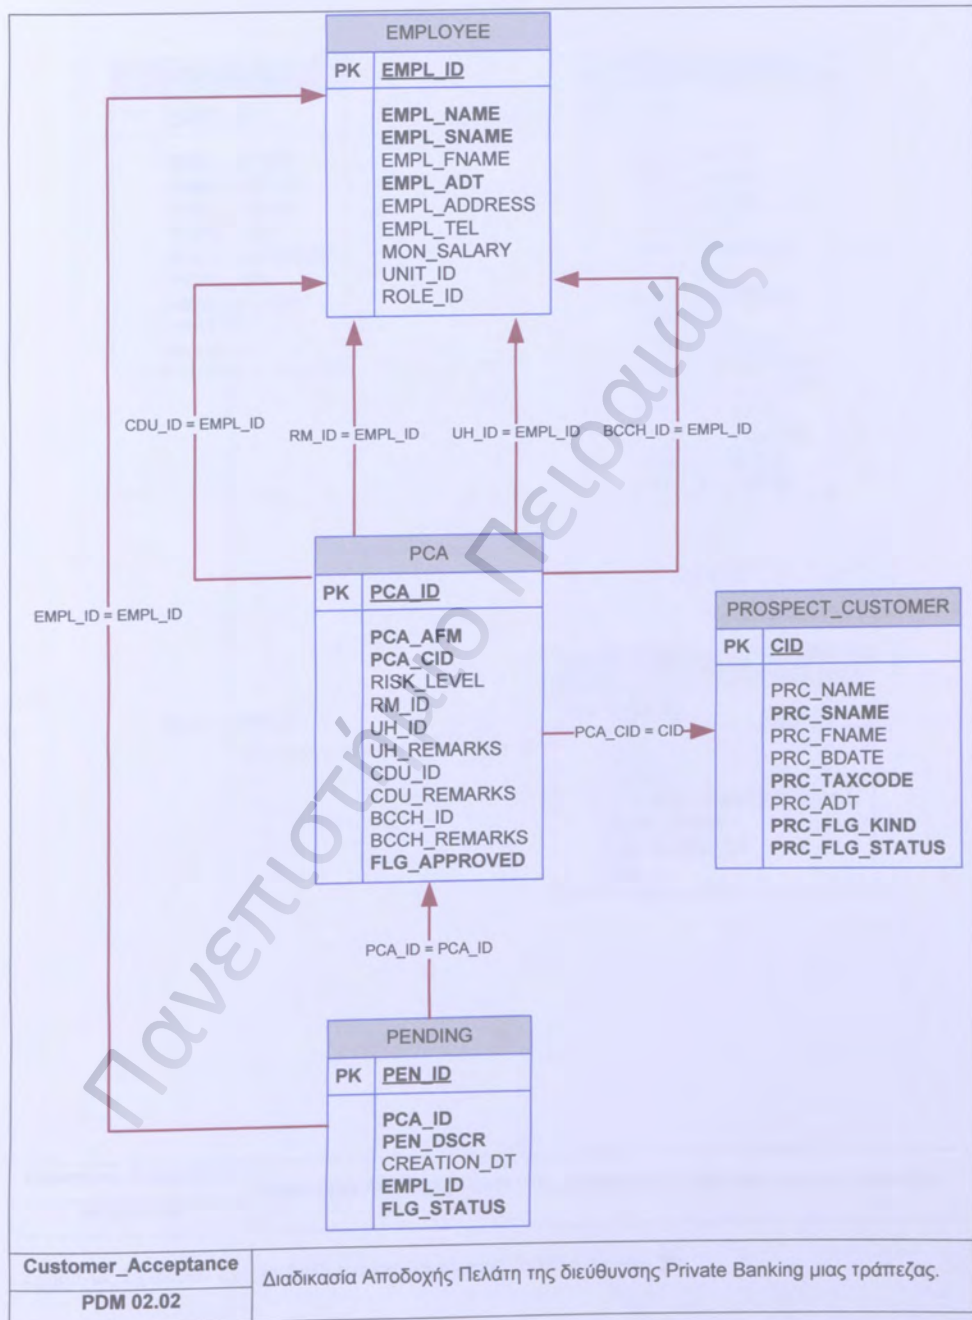 EMPLOYEE
PK EMPL_ID
EMPL_NAME
EMPL_SNAME
EMPL_FNAME
EMPL_ADT
EMPL_ADDRESS
EMPL_TEL
MON_SALARY
UNIT_ID
ROLE_ID
CDU_ID = EMPL_ID
RM_ID = EMPL_ID
UH_ID = EMPL_ID
BCCH_ID = EMPL_ID
EMPL_ID = EMPL_ID
PCA
PK PCA_ID
PCA_AFM
PCA_CID
RISK_LEVEL
RM_ID
UH_ID
UH_REMARKS
CDU_ID
CDU_REMARKS
BCCH_ID
BCCH_REMARKS
FLG_APPROVED
PCA_CID = CID
PROSPECT_CUSTOMER
PK CID
PRC_NAME
PRC_SNAME
PRC_FNAME
PRC_BDATE
PRC_TAXCODE
PRC_ADT
PRC_FLG_KIND
PRC_FLG_STATUS
PCA_ID = PCA_ID
PENDING
PK PEN_ID
PCA_ID
PEN_DSCR
CREATION_DT
EMPL_ID
FLG_STATUS
Πανεπιστήμιο Πειραιώς
Customer_Acceptance
PDM 02.02
Διαδικασία Αποδοχής Πελάτη της διεύθυνσης Private Banking μιας τράπεζας.